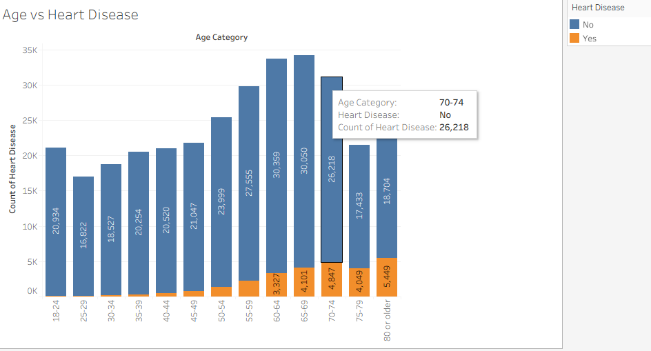 Age vs Heart Disease
Heart Disease
No
Yes
Age Category
Count of Heart Disease
35K
30K
25K
20K
15K
10K
5K
0K
20,934
16,822
18,527
20,254
20,520
21,047
23,999
27,555
30,359
30,050
26,218
17,433
18,704
3,327
4,101
4,847
4,049
5,449
Age Category: 70-74
Heart Disease: No
Count of Heart Disease: 26,218
18-24
25-29
30-34
35-39
40-44
45-49
50-54
55-59
60-64
65-69
70-74
75-79
80 or older